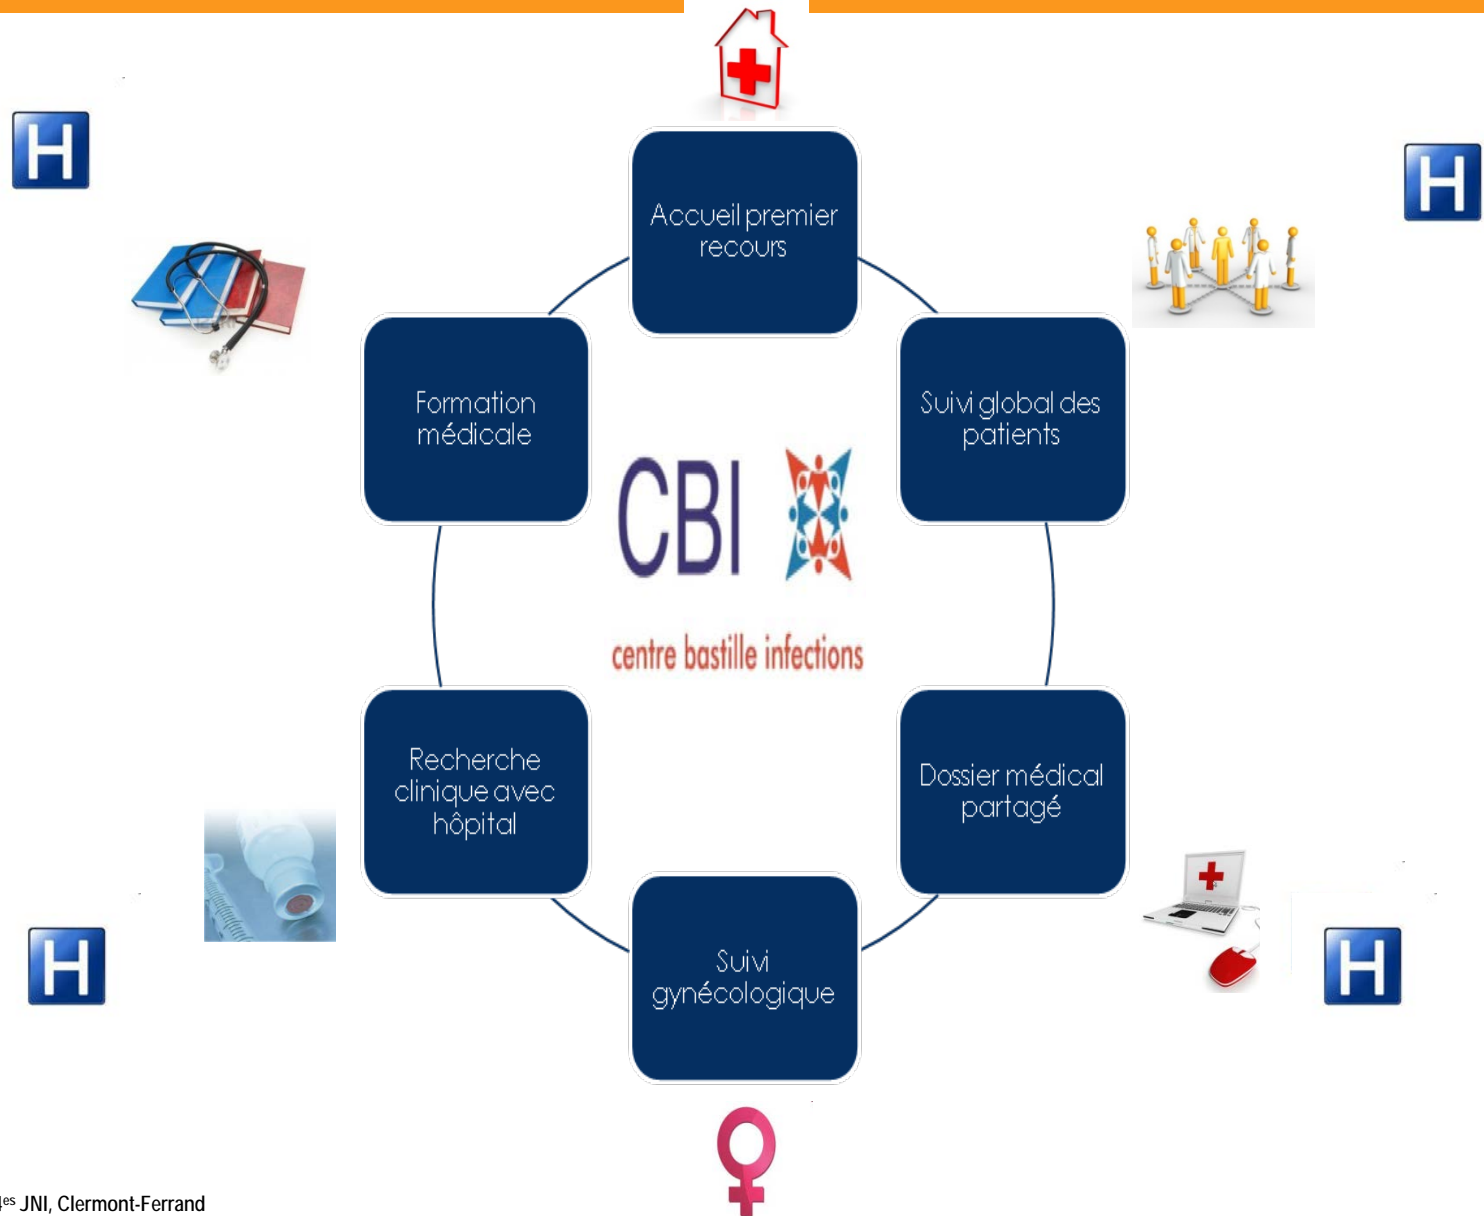 Accueil premier
recours
Formation
médicale
Suivi global des
patients
CBI
centre bastille infections
Recherche
clinique avec
hôpital
Dossier médical
partagé
Suivi
gynécologique
H
H
H
H
es JNI, Clermont-Ferrand